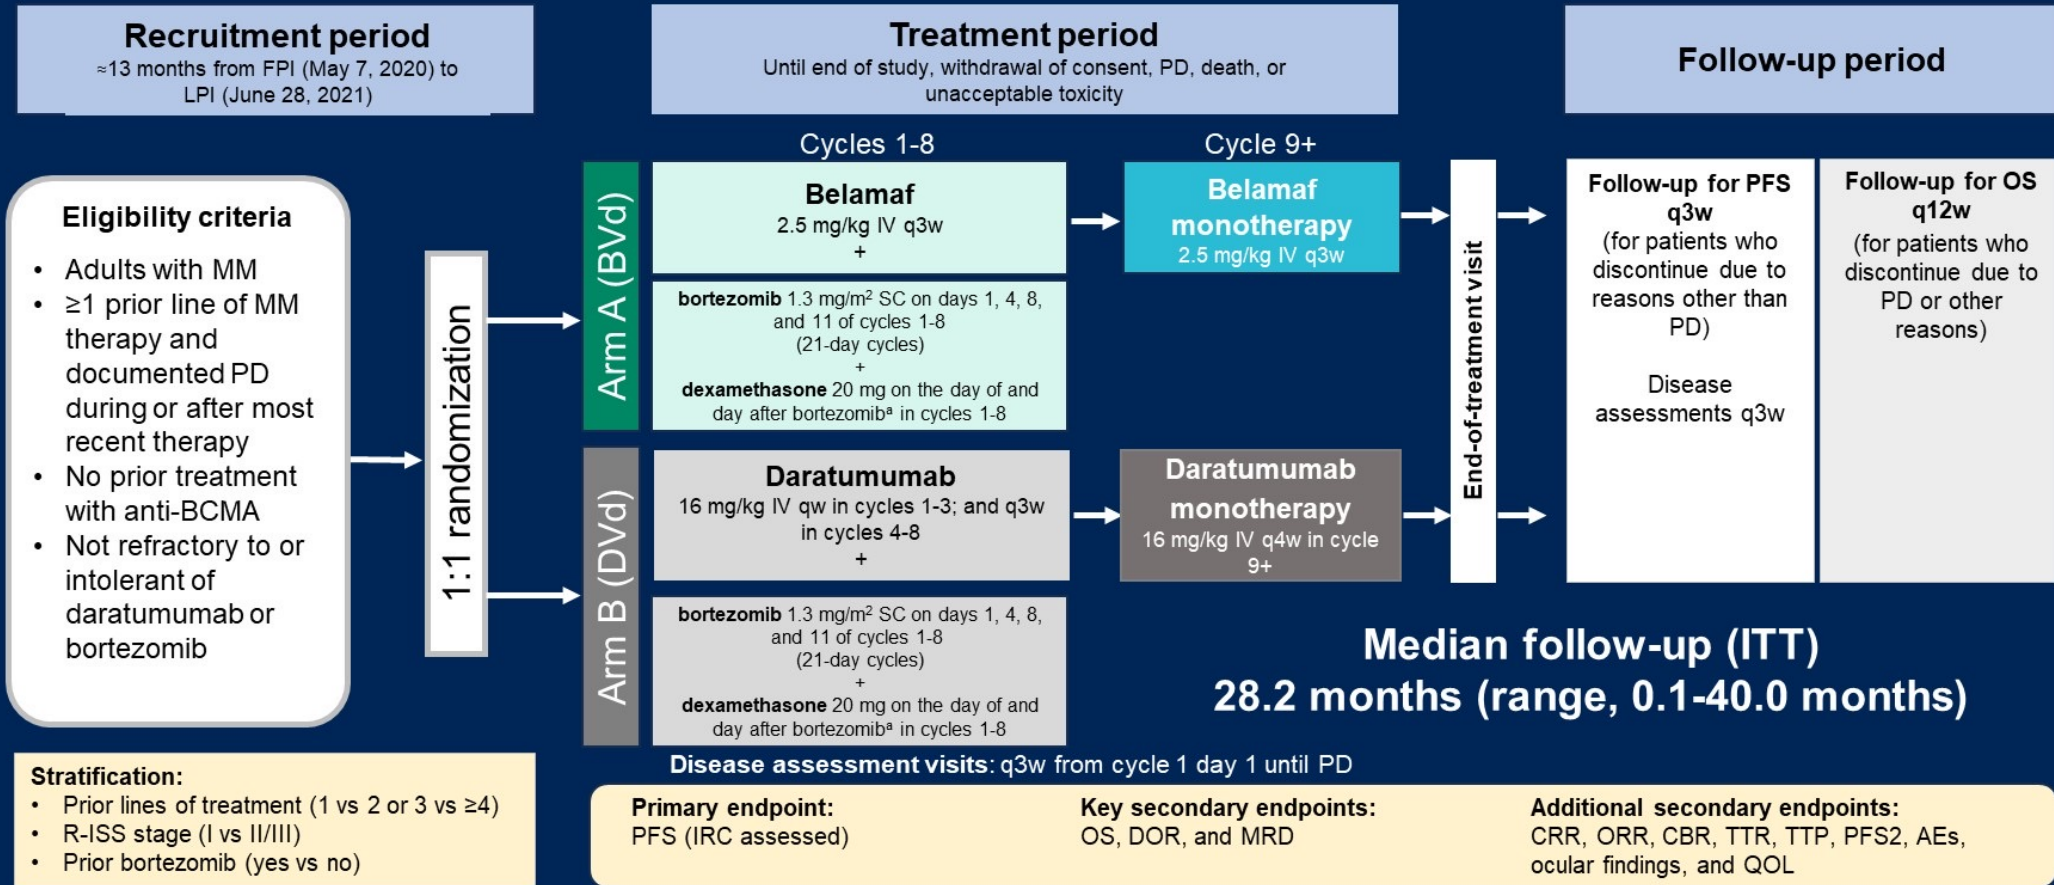 Recruitment period
≈13 months from FPI (May 7, 2020) to
LPI (June 28, 2021)
Treatment period
Until end of study, withdrawal of consent, PD, death, or
unacceptable toxicity
Follow-up period
Eligibility criteria
• Adults with MM
• ≥1 prior line of MM
therapy and
documented PD
during or after most
recent therapy
• No prior treatment
with anti-BCMA
• Not refractory to or
intolerant of
daratumumab or
bortezomib
1:1 randomization
Cycles 1-8
Cycle 9+
Arm A (BVd)
Belamaf
2.5 mg/kg IV q3w
+
bortezomib 1.3 mg/m² SC on days 1, 4, 8,
and 11 of cycles 1-8
(21-day cycles)
+
dexamethasone 20 mg on the day of and
day after bortezomibᵃ in cycles 1-8
Belamaf
monotherapy
2.5 mg/kg IV q3w
Arm B (DVd)
Daratumumab
16 mg/kg IV qw in cycles 1-3; and q3w
in cycles 4-8
+
bortezomib 1.3 mg/m² SC on days 1, 4, 8,
and 11 of cycles 1-8
(21-day cycles)
+
dexamethasone 20 mg on the day of and
day after bortezomibᵃ in cycles 1-8
Daratumumab
monotherapy
16 mg/kg IV q4w in cycle
9+
End-of-treatment visit
Follow-up for PFS
q3w
(for patients who
discontinue due to
reasons other than
PD)
Disease
assessments q3w
Follow-up for OS
q12w
(for patients who
discontinue due to
PD or other
reasons)
Median follow-up (ITT)
28.2 months (range, 0.1-40.0 months)
Disease assessment visits: q3w from cycle 1 day 1 until PD
Stratification:
• Prior lines of treatment (1 vs 2 or 3 vs ≥4)
• R-ISS stage (I vs II/III)
• Prior bortezomib (yes vs no)
Primary endpoint:
PFS (IRC assessed)
Key secondary endpoints:
OS, DOR, and MRD
Additional secondary endpoints:
CRR, ORR, CBR, TTR, TTP, PFS2, AEs,
ocular findings, and QOL